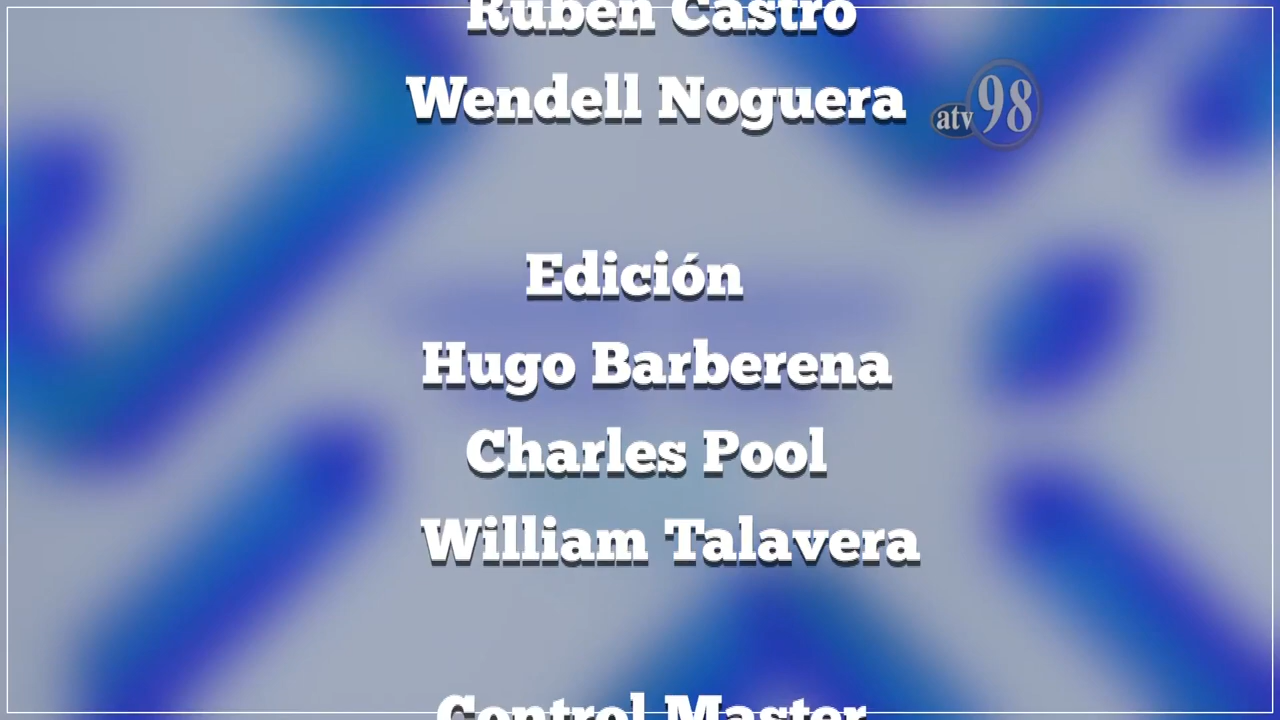 Ruben Castro
Wendell Noguera
atv 98
Edición
Hugo Barberena
Charles Pool
William Talavera
Control Master